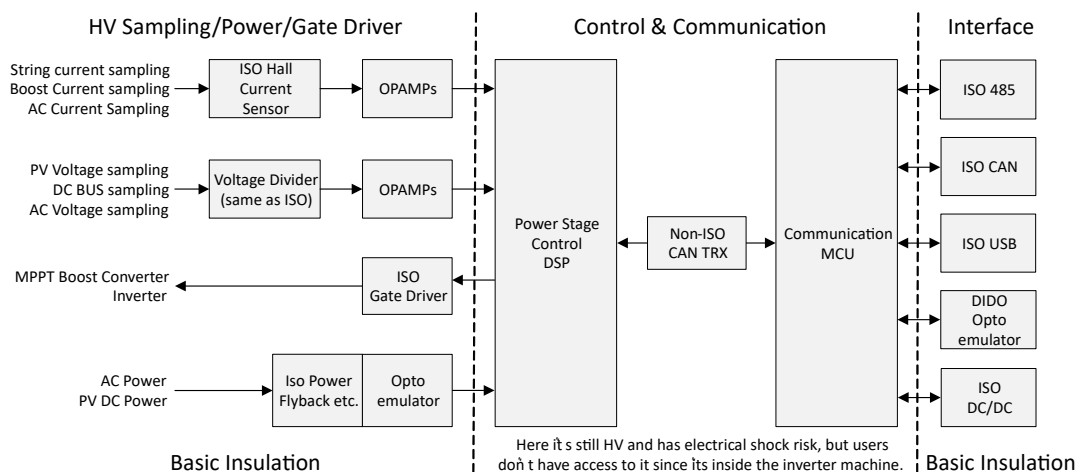 HV Sampling/Power/Gate Driver
Control & Communication
Interface
String current sampling
Boost Current sampling
AC Current Sampling
ISO Hall
Current
Sensor
OPAMPs
PV Voltage sampling
DC BUS sampling
AC Voltage sampling
Voltage Divider
(same as ISO)
OPAMPs
MPPT Boost Converter
Inverter
ISO
Gate Driver
AC Power
PV DC Power
Iso Power
Flyback etc.
Opto
emulator
Power Stage
Control
DSP
Non-ISO
CAN TRX
Communication
MCU
ISO 485
ISO CAN
ISO USB
DIDO
Opto
emulator
ISO
DC/DC
Basic Insulation
Here it’s still HV and has electrical shock risk, but users
don’t have access to it since it’s inside the inverter machine.
Basic Insulation